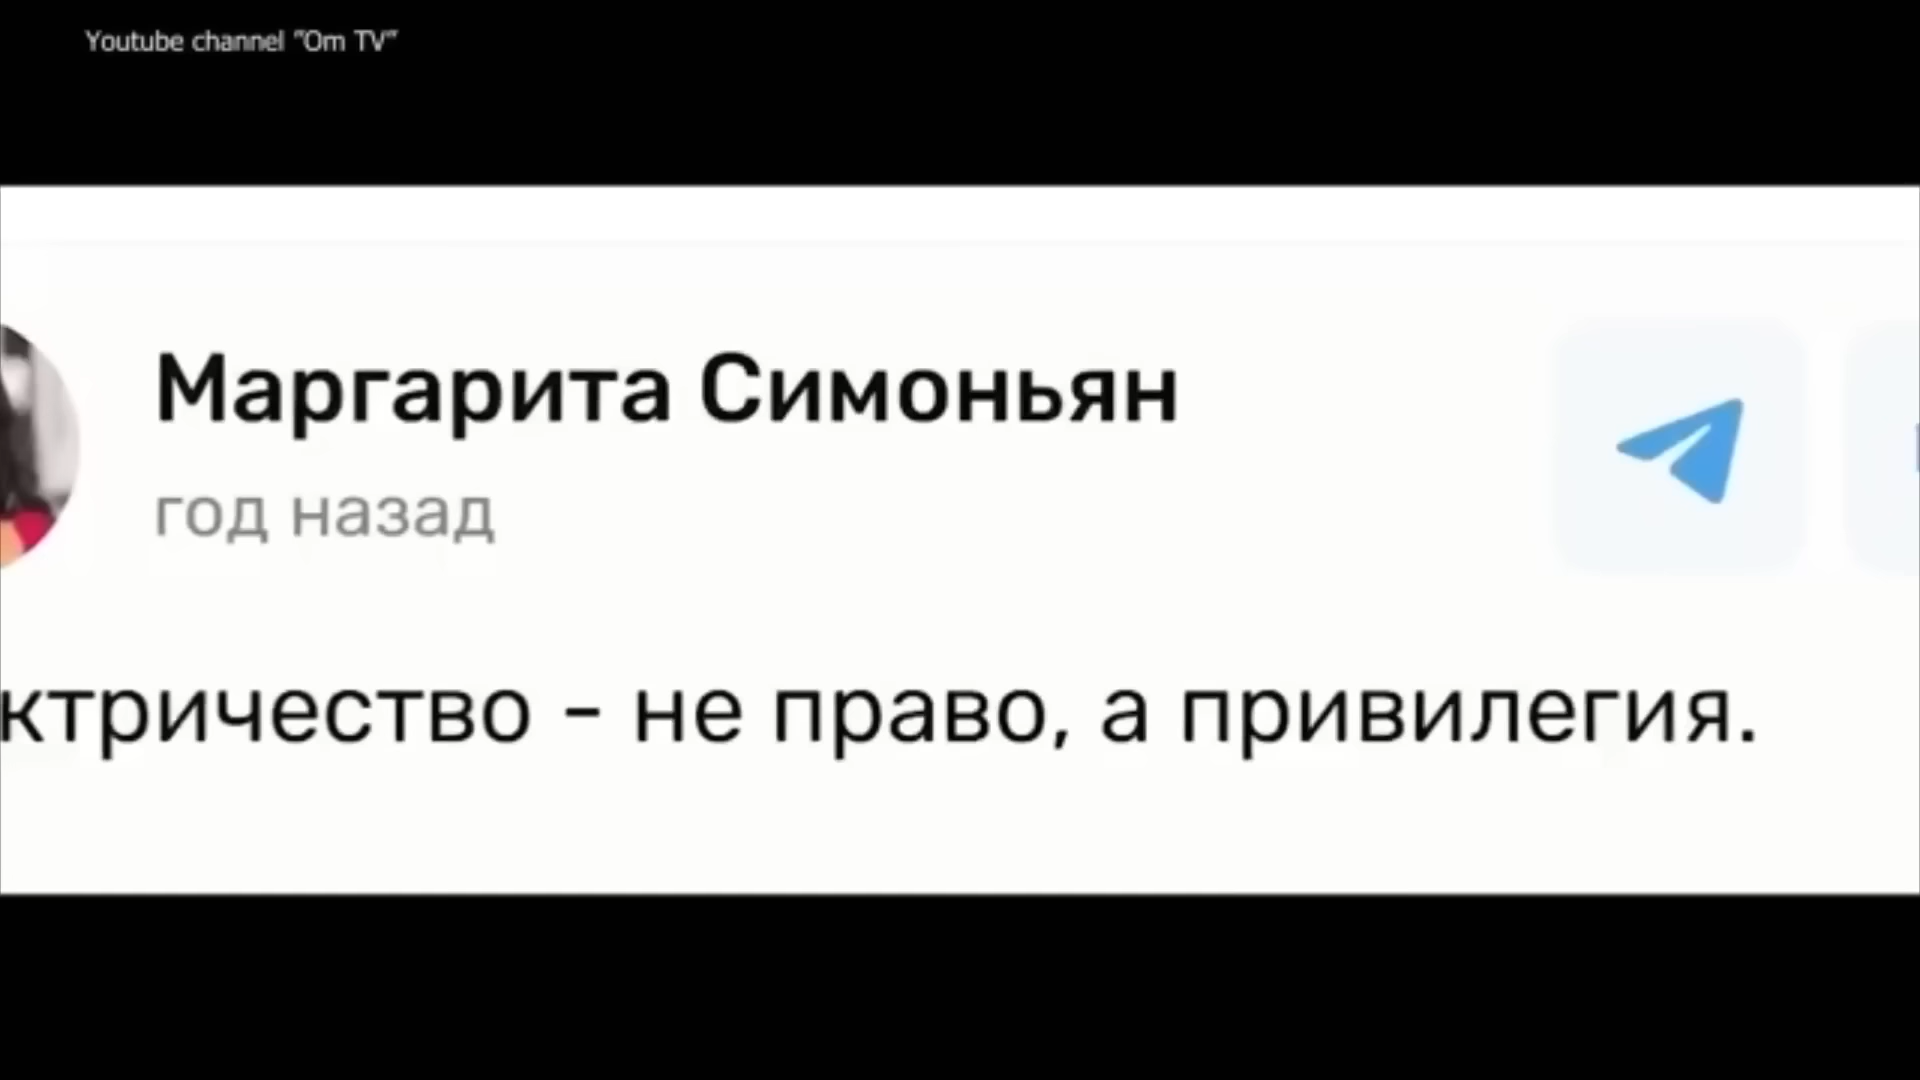 Youtube channel "Om TV"
Маргарита Симоньян
год назад
ктричество - не право, а привилегия.